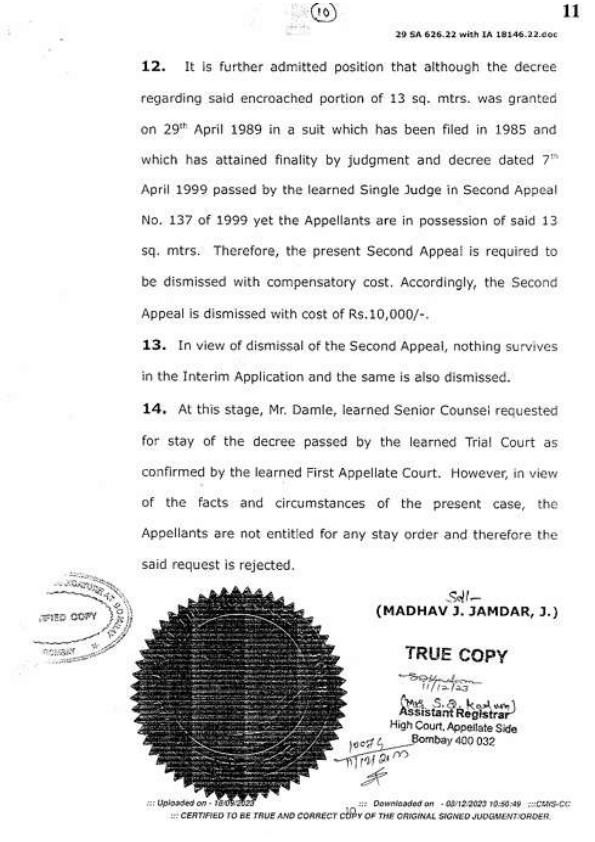 10
11
29 SA 626.22 with IA 18146.22.doc
12. It is further admitted position that although the decree
regarding said encroached portion of 13 sq. mtrs. was granted
on 29th April 1989 in a suit which has been filed in 1985 and
which has attained finality by judgment and decree dated 7th
April 1999 passed by the learned Single Judge in Second Appeal
No. 137 of 1999 yet the Appellants are in possession of said 13
sq. mtrs. Therefore, the present Second Appeal is required to
be dismissed with compensatory cost. Accordingly, the Second
Appeal is dismissed with cost of Rs.10,000/-.
13. In view of dismissal of the Second Appeal, nothing survives
in the Interim Application and the same is also dismissed.
14. At this stage, Mr. Damle, learned Senior Counsel requested
for stay of the decree passed by the learned Trial Court as
confirmed by the learned First Appellate Court. However, in view
of the facts and circumstances of the present case, the
Appellants are not entitled for any stay order and therefore the
said request is rejected.
Sd/-
(MADHAV J. JAMDAR, J.)
COPY
BOMBAY
TRUE COPY
11/12/23
(Mrs. S.Q. Kadam)
Assistant Registrar
High Court, Appellate Side
Bombay 400 032
::: Uploaded on - 18/09/2023
10
::: Downloaded on - 08/12/2023 10:50:49 :::CMIS-CC
::: CERTIFIED TO BE TRUE AND CORRECT COPY OF THE ORIGINAL SIGNED JUDGMENT/ORDER.